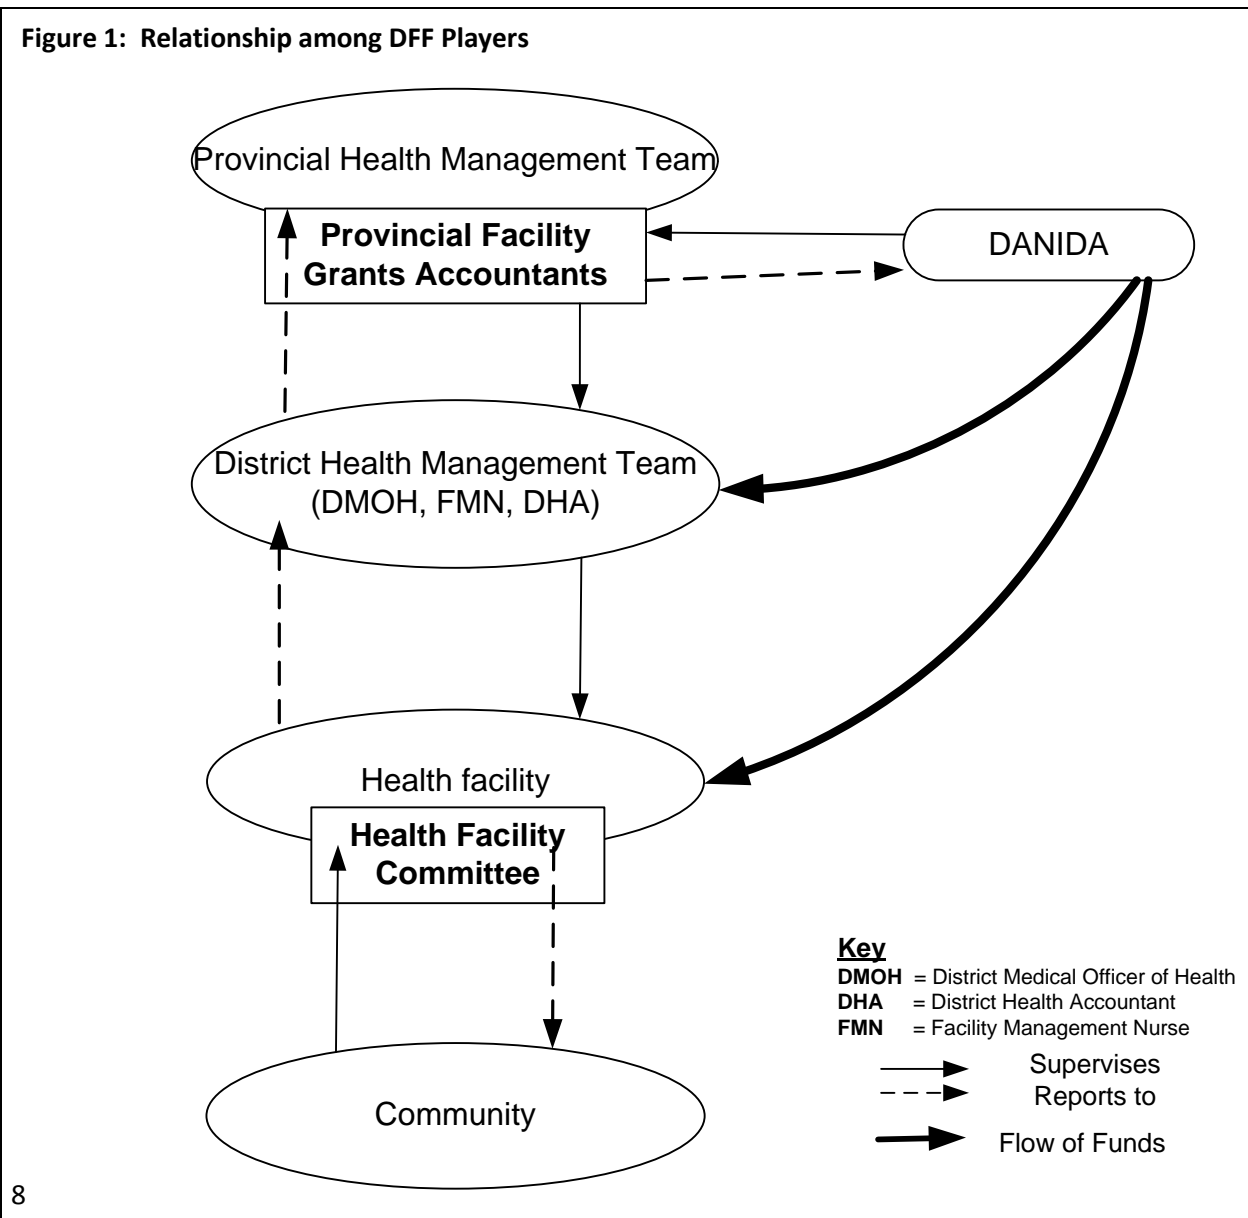 Figure 1:  Relationship among DFF Players
Provincial Health Management Team
Provincial Facility
Grants Accountants
DANIDA
District Health Management Team
(DMOH, FMN, DHA)
Health facility
Health Facility
Committee
Community
Key
DMOH = District Medical Officer of Health
DHA = District Health Accountant
FMN = Facility Management Nurse
Supervises
Reports to
Flow of Funds
8